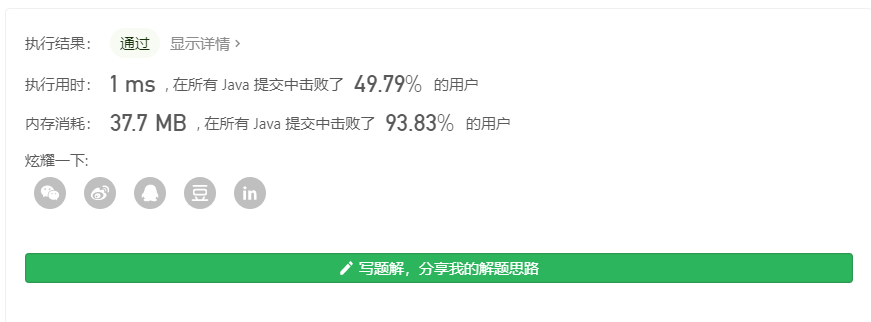 执行结果： 通过 显示详情 >
执行用时： 1 ms , 在所有 Java 提交中击败了 49.79% 的用户
内存消耗： 37.7 MB , 在所有 Java 提交中击败了 93.83% 的用户
炫耀一下:
豆 in
写题解，分享我的解题思路